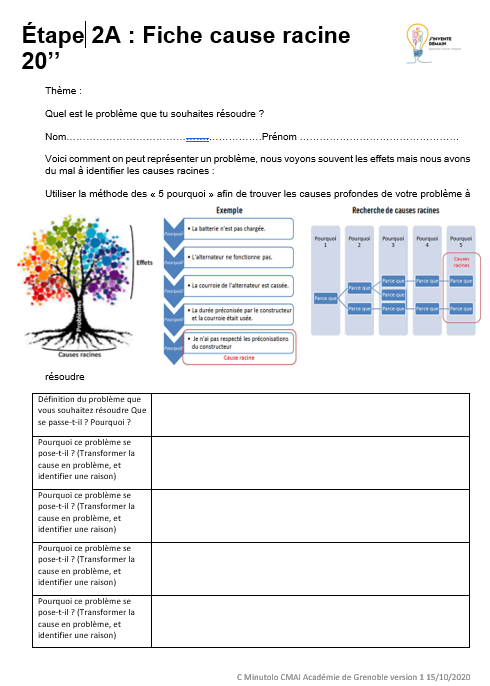 Étape 2A : Fiche cause racine
20’’
J'INVENTE
DEMAIN
Thème :
Quel est le problème que tu souhaites résoudre ?
Nom……………………………………………………….Prénom …………………………………………
Voici comment on peut représenter un problème, nous voyons souvent les effets mais nous avons
du mal à identifier les causes racines :
Utiliser la méthode des « 5 pourquoi » afin de trouver les causes profondes de votre problème à
Effets
Problèmes
Causes racines
Exemple
Pourquoi
• La batterie n'est pas chargée.
Pourquoi
• L'alternateur ne fonctionne pas.
Pourquoi
• La courroie de l'alternateur est cassée.
Pourquoi
• La durée préconisée par le constructeur
et la courroie était usée.
Pourquoi
• Je n'ai pas respecté les préconisations
du constructeur
Cause racine
Recherche de causes racines
Pourquoi Pourquoi Pourquoi Pourquoi Pourquoi
1 2 3 4 5
Causes
racines
Parce que Parce que Parce que
Parce que
Parce que Parce que
Parce que
Parce que Parce que Parce que Parce que
résoudre
Définition du problème que
vous souhaitez résoudre Que
se passe-t-il ? Pourquoi ?
Pourquoi ce problème se
pose-t-il ? (Transformer la
cause en problème, et
identifier une raison)
Pourquoi ce problème se
pose-t-il ? (Transformer la
cause en problème, et
identifier une raison)
Pourquoi ce problème se
pose-t-il ? (Transformer la
cause en problème, et
identifier une raison)
Pourquoi ce problème se
pose-t-il ? (Transformer la
cause en problème, et
identifier une raison)
C Minutolo CMAI Académie de Grenoble version 1 15/10/2020